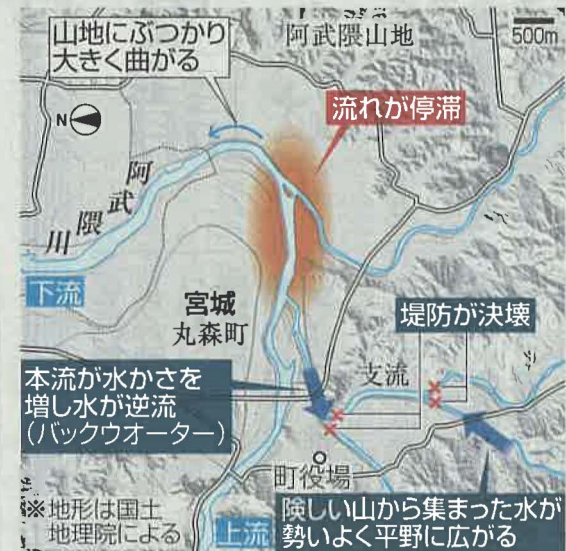 山地にぶつかり
大きく曲がる
阿武隈山地
500m
N
流れが停滞
阿武隈川
下流
宮城
丸森町
堤防が決壊
本流が水かさを
増し水が逆流
（バックウオーター）
支流
町役場
※地形は国土
地理院による
上流
険しい山から集まった水が
勢いよく平野に広がる